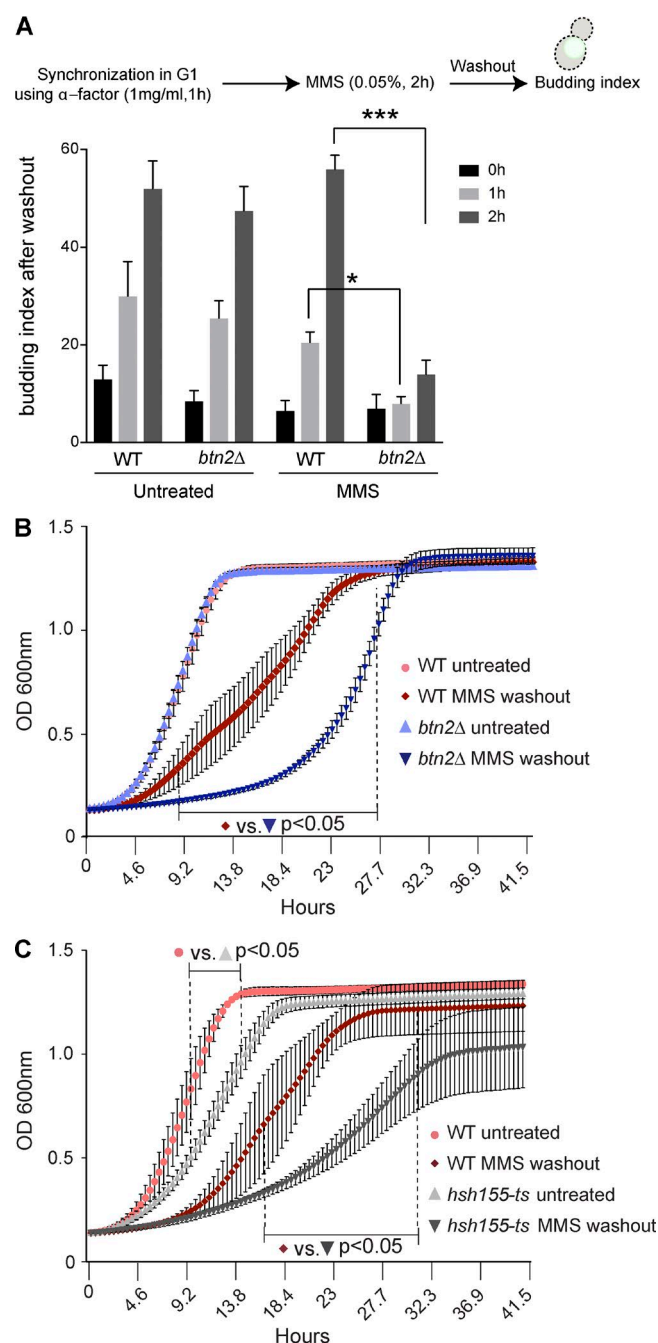 A
Synchronization in G1
using α−factor (1mg/ml,1h)
MMS (0.05%, 2h)
Washout
Budding index
budding index after washout
60
40
20
0
***
*
0h
1h
2h
WT
btn2Δ
WT
btn2Δ
Untreated
MMS
B
OD 600nm
1.5
1.0
0.5
0
WT untreated
WT MMS washout
btn2Δ untreated
btn2Δ MMS washout
vs. p<0.05
0 4.6 9.2 13.8 18.4 23 27.7 32.3 36.9 41.5
Hours
C
vs. p<0.05
OD 600nm
1.5
1.0
0.5
0
WT untreated
WT MMS washout
hsh155-ts untreated
hsh155-ts MMS washout
vs. p<0.05
0 4.6 9.2 13.8 18.4 23 27.7 32.3 36.9 41.5
Hours